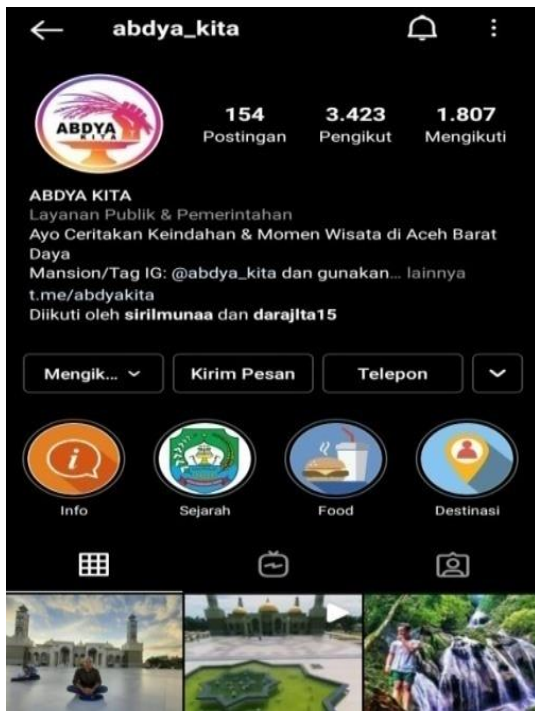 abdya_kita
154 3.423 1.807
Postingan Pengikut Mengikuti
ABDYA
KITA
ABDYA KITA
Layanan Publik & Pemerintahan
Ayo Ceritakan Keindahan & Momen Wisata di Aceh Barat
Daya
Mansion/Tag IG: @abdya_kita dan gunakan... lainnya
t.me/abdyakita
Diikuti oleh sirilmunaa dan darajlta15
Mengik... Kirim Pesan Telepon
Info Sejarah Food Destinasi